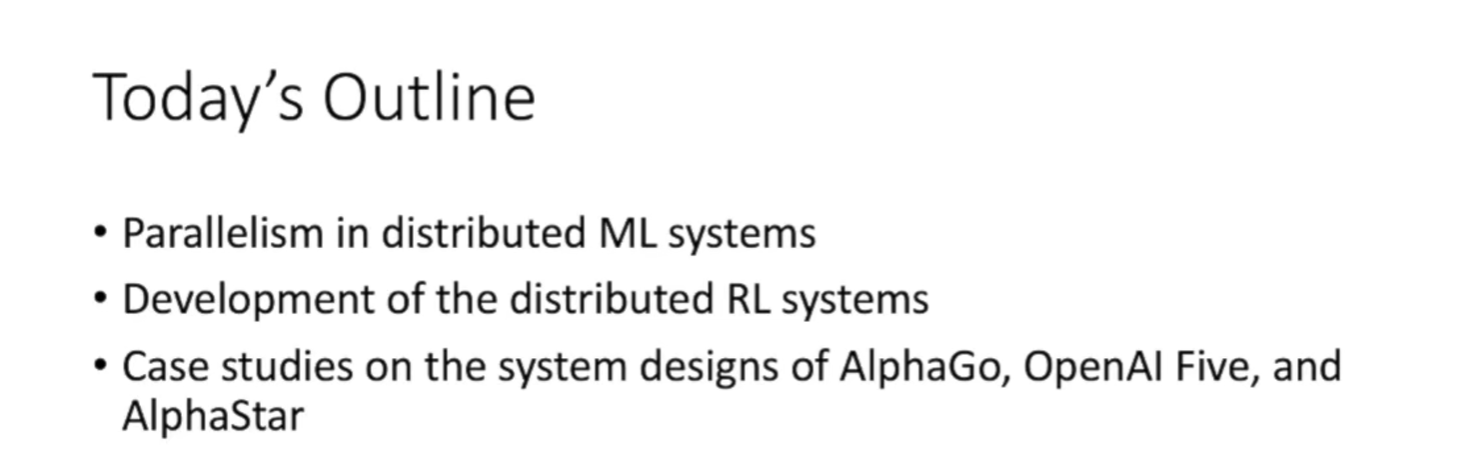 Today’s Outline
• Parallelism in distributed ML systems
• Development of the distributed RL systems
• Case studies on the system designs of AlphaGo, OpenAI Five, and
AlphaStar